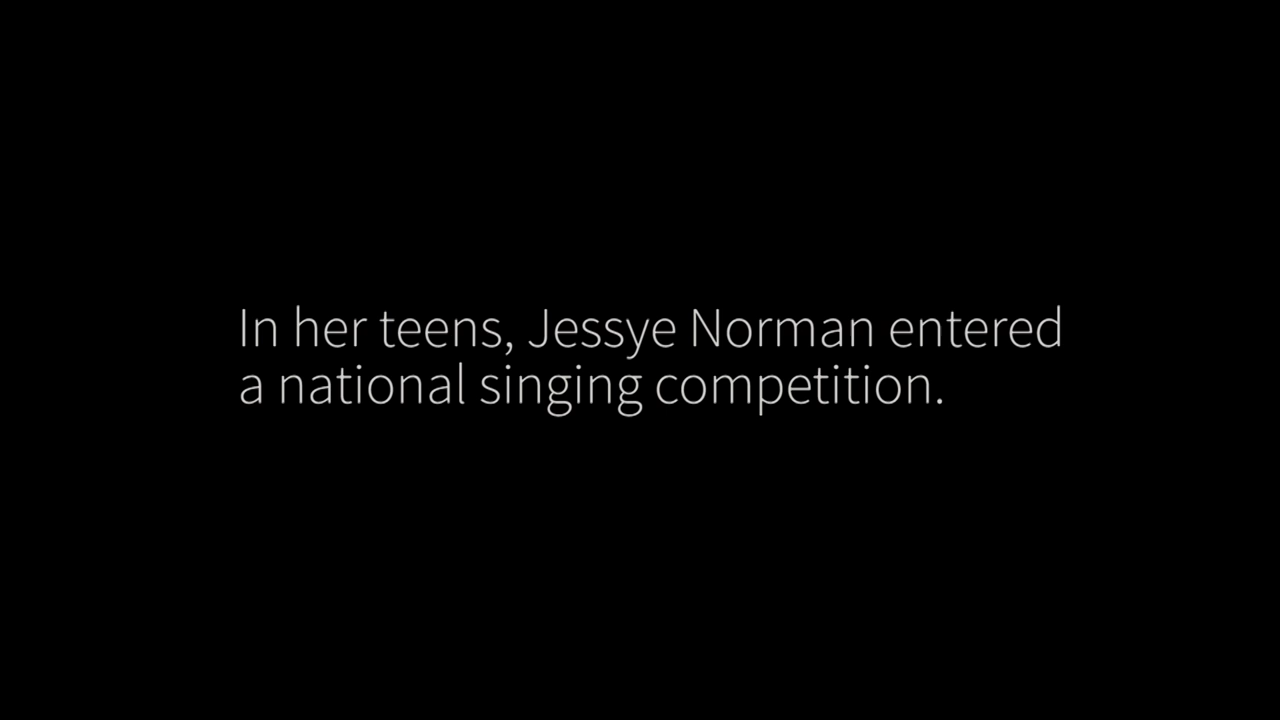 In her teens, Jessye Norman entered
a national singing competition.